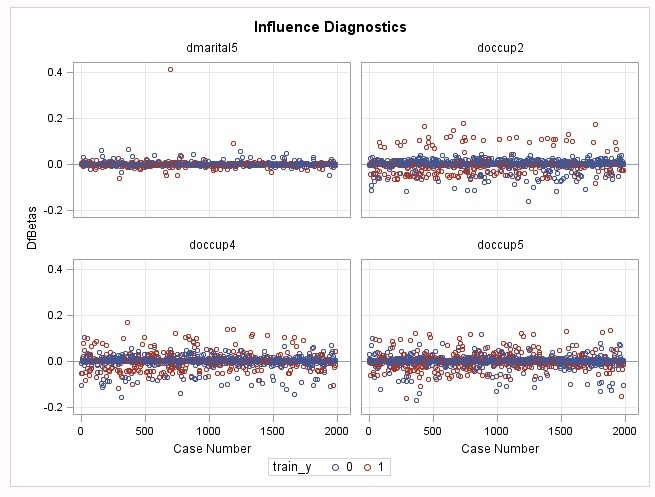 Influence Diagnostics
dmarital5 doccup2
0.4
0.2
0.0
-0.2
DfBetas
doccup4 doccup5
0.4
0.2
0.0
-0.2
0 500 1000 1500 2000 0 500 1000 1500 2000
Case Number Case Number
train_y 0 1